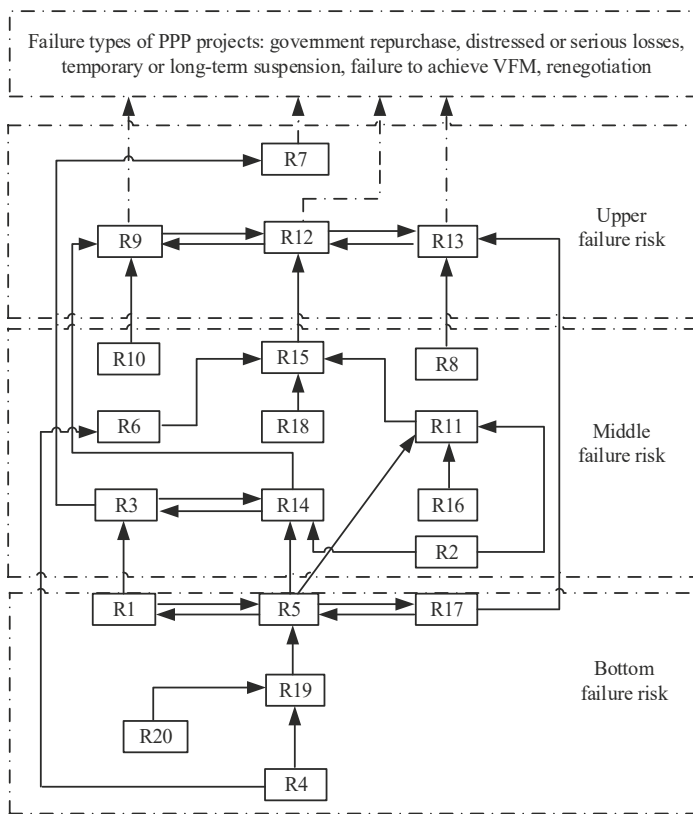 Failure types of PPP projects: government repurchase, distressed or serious losses,
temporary or long-term suspension, failure to achieve VFM, renegotiation
R7
R9
R12
R13
Upper
failure risk
R10
R15
R8
R6
R18
R11
Middle
failure risk
R3
R14
R16
R2
R1
R5
R17
R19
Bottom
failure risk
R20
R4